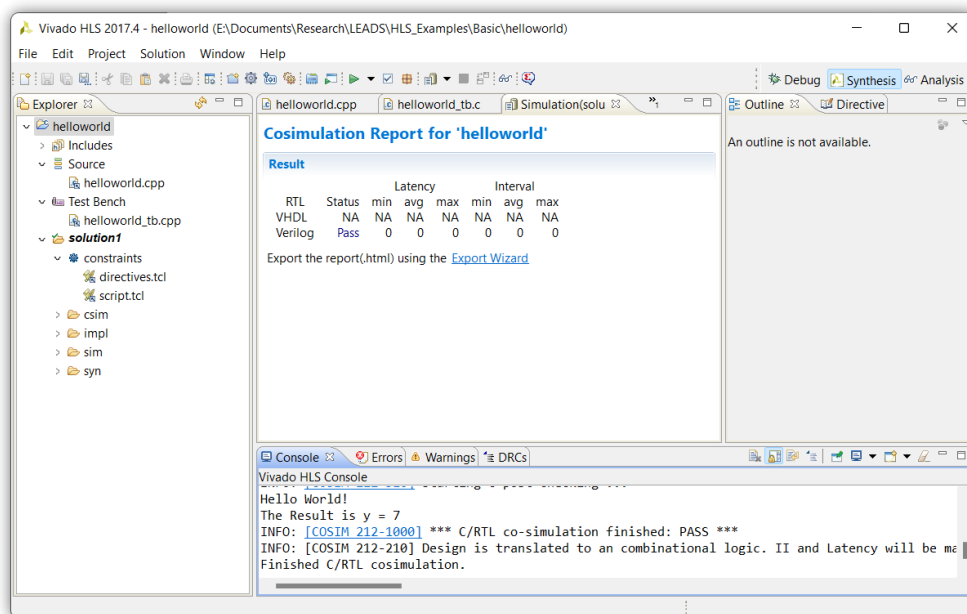 Vivado HLS 2017.4 - helloworld (E:\Documents\Research\LEADS\HLS_Examples\Basic\helloworld)
File Edit Project Solution Window Help
Debug Synthesis Analysis
Explorer
helloworld
Includes
Source
helloworld.cpp
Test Bench
helloworld_tb.cpp
solution1
constraints
directives.tcl
script.tcl
csim
impl
sim
syn
helloworld.cpp helloworld_tb.c Simulation(solu »1
Cosimulation Report for 'helloworld'
Result
Latency Interval
RTL Status min avg max min avg max
VHDL NA NA NA NA NA NA NA
Verilog Pass 0 0 0 0 0 0
Export the report(.html) using the Export Wizard
Outline Directive
An outline is not available.
Console Errors Warnings DRCs
Vivado HLS Console
Hello World!
The Result is y = 7
INFO: [COSIM 212-1000] *** C/RTL co-simulation finished: PASS ***
INFO: [COSIM 212-210] Design is translated to an combinational logic. II and Latency will be ma
Finished C/RTL cosimulation.